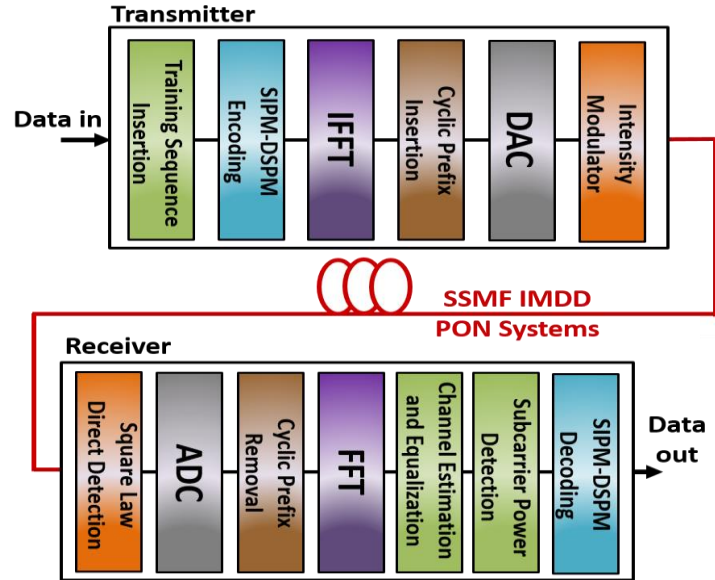 Transmitter
Data in
Training Sequence
Insertion
SIPM-DSPM
Encoding
IFFT
Cyclic Prefix
Insertion
DAC
Intensity
Modulator
SSMF IMDD
PON Systems
Receiver
Square Law
Direct Detection
ADC
Cyclic Prefix
Removal
FFT
Channel Estimation
and Equalization
Subcarrier Power
Detection
SIPM-DSPM
Decoding
Data
out